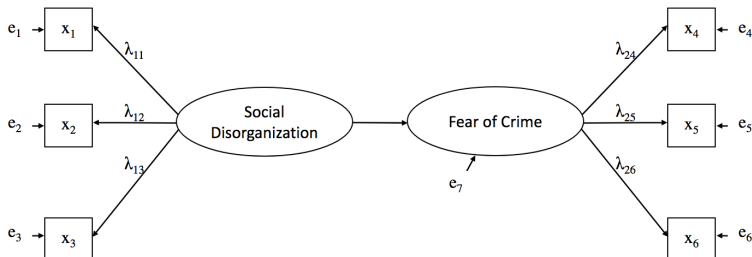 e1
x1
λ11
λ24
x4
e4
e2
x2
λ12
Social
Disorganization
Fear of Crime
λ25
x5
e5
λ13
e7
λ26
e3
x3
x6
e6